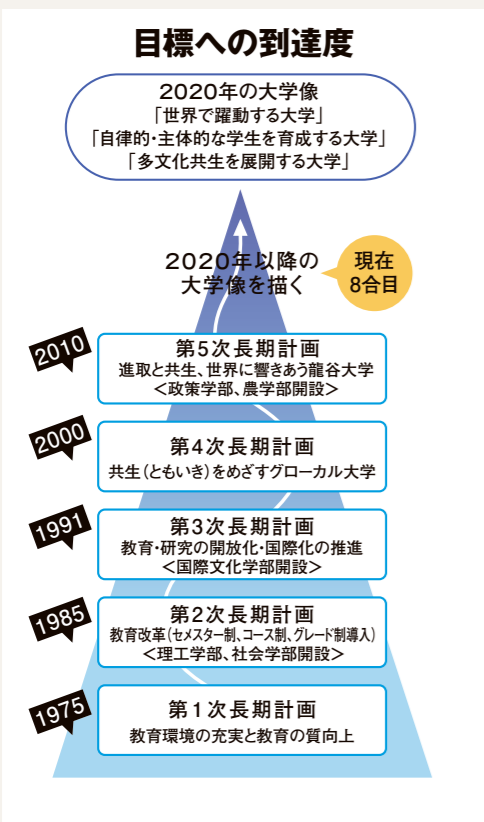 目標への到達度
2020年の大学像
「世界で躍動する大学」
「自律的・主体的な学生を育成する大学」
「多文化共生を展開する大学」
2020年以降の
大学像を描く
現在
8合目
2010
第5次長期計画
進取と共生、世界に響きあう龍谷大学
<政策学部、農学部開設>
2000
第4次長期計画
共生(ともいき)をめざすグローカル大学
1991
第3次長期計画
教育・研究の開放化・国際化の推進
<国際文化学部開設>
1985
第2次長期計画
教育改革(セメスター制、コース制、グレード制導入)
<理工学部、社会学部開設>
1975
第1次長期計画
教育環境の充実と教育の質向上